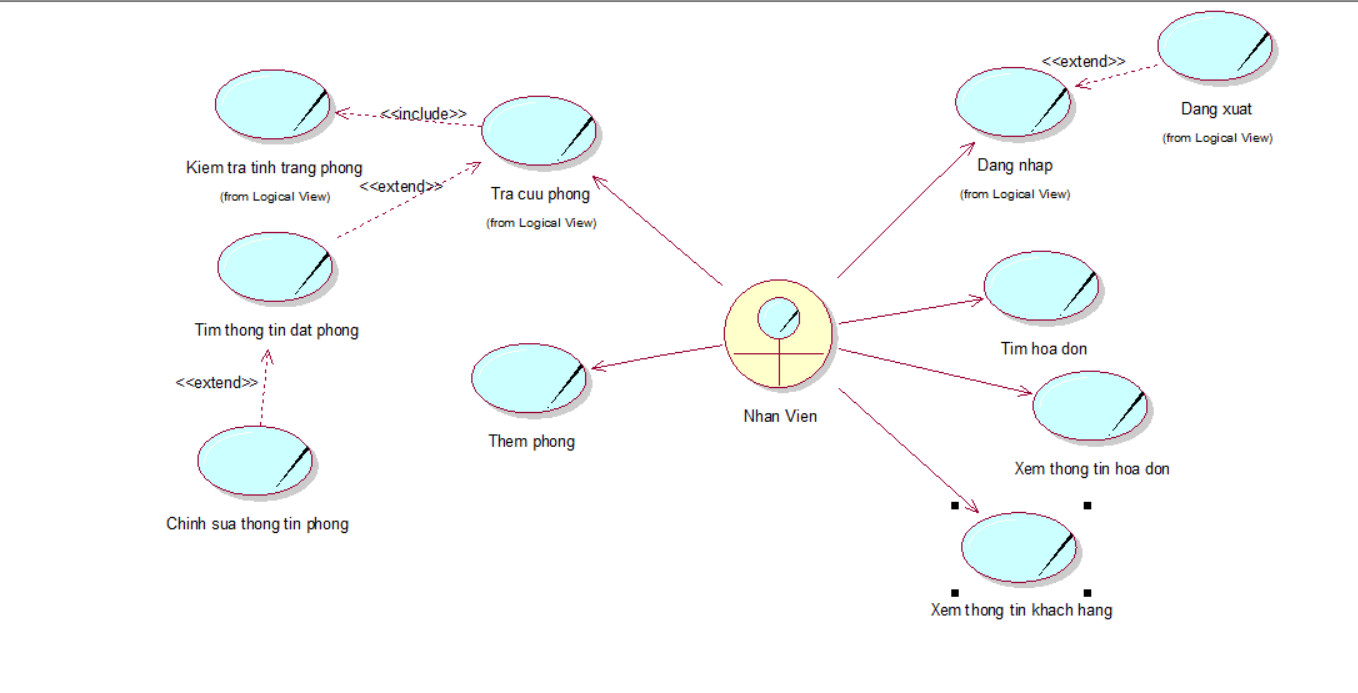 <<extend>>
Dang xuat
(from Logical View)
<<include>>
Kiem tra tinh trang phong
(from Logical View)
<<extend>>
Tra cuu phong
(from Logical View)
Dang nhap
(from Logical View)
Tim thong tin dat phong
Tim hoa don
<<extend>>
Nhan Vien
Them phong
Xem thong tin hoa don
Chinh sua thong tin phong
Xem thong tin khach hang